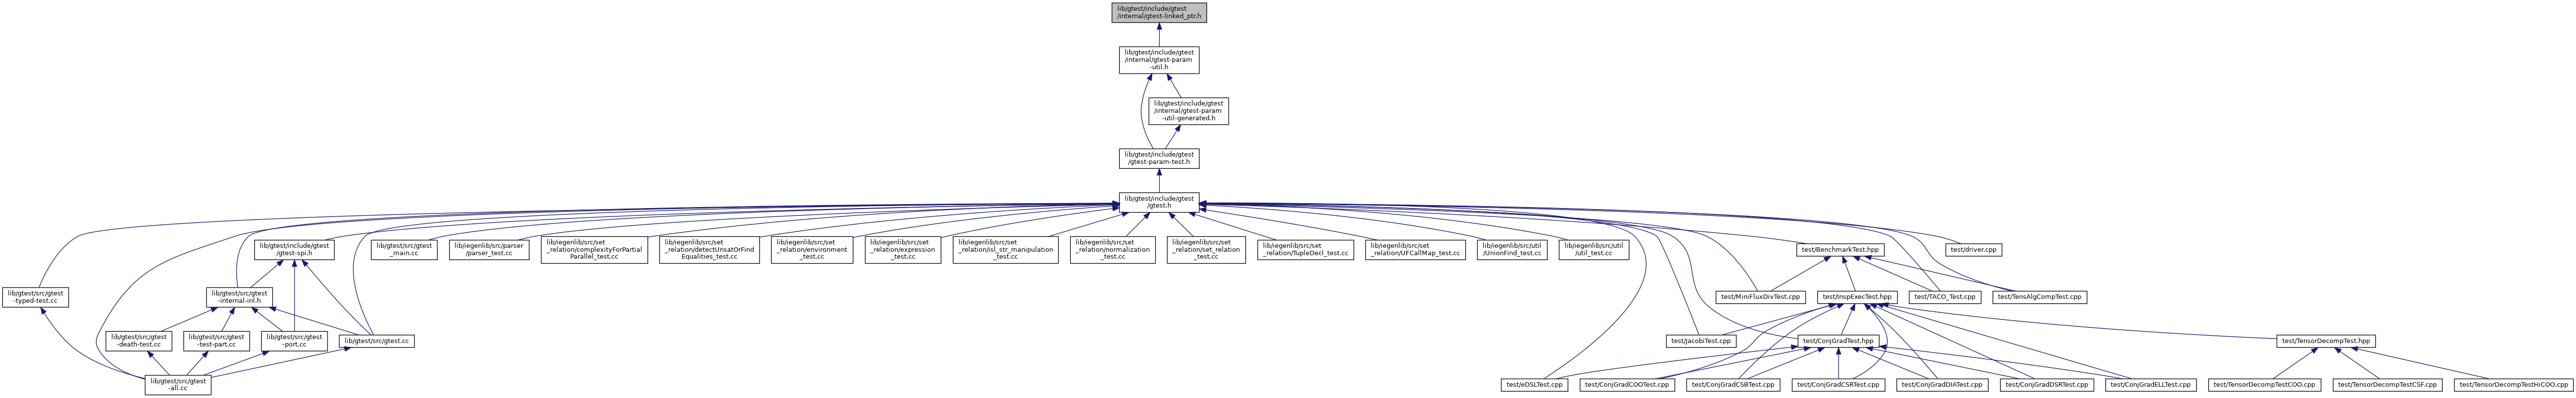 lib/gtest/include/gtest
/internal/gtest-linked_ptr.h
lib/gtest/include/gtest
/internal/gtest-param
-util.h
lib/gtest/include/gtest
/internal/gtest-param
-util-generated.h
lib/gtest/include/gtest
/gtest-param-test.h
lib/gtest/include/gtest
/gtest.h
lib/gtest/include/gtest
/gtest-spi.h
lib/gtest/src/gtest
_main.cc
lib/iegenlib/src/parser
/parser_test.cc
lib/iegenlib/src/set
_relation/complexityForPartial
Parallel_test.cc
lib/iegenlib/src/set
_relation/detectUnsatOrFind
Equalities_test.cc
lib/iegenlib/src/set
_relation/environment
_test.cc
lib/iegenlib/src/set
_relation/expression
_test.cc
lib/iegenlib/src/set
_relation/isl_str_manipulation
_test.cc
lib/iegenlib/src/set
_relation/normalization
_test.cc
lib/iegenlib/src/set
_relation/set_relation
_test.cc
lib/iegenlib/src/set
_relation/TupleDecl_test.cc
lib/iegenlib/src/set
_relation/UFCallMap_test.cc
lib/iegenlib/src/util
/UnionFind_test.cc
lib/iegenlib/src/util
/util_test.cc
test/BenchmarkTest.hpp
test/driver.cpp
lib/gtest/src/gtest
-typed-test.cc
lib/gtest/src/gtest
-internal-inl.h
test/MiniFluxDivTest.cpp
test/InspExecTest.hpp
test/TACO_Test.cpp
test/TensAlgCompTest.cpp
lib/gtest/src/gtest
-death-test.cc
lib/gtest/src/gtest
-test-part.cc
lib/gtest/src/gtest
-port.cc
lib/gtest/src/gtest.cc
test/JacobiTest.cpp
test/ConjGradTest.hpp
test/TensorDecompTest.hpp
lib/gtest/src/gtest
-all.cc
test/eDSLTest.cpp
test/ConjGradCOOTest.cpp
test/ConjGradCSBTest.cpp
test/ConjGradCSRTest.cpp
test/ConjGradDIATest.cpp
test/ConjGradDSRTest.cpp
test/ConjGradELLTest.cpp
test/TensorDecompTestCOO.cpp
test/TensorDecompTestCSF.cpp
test/TensorDecompTestHiCOO.cpp